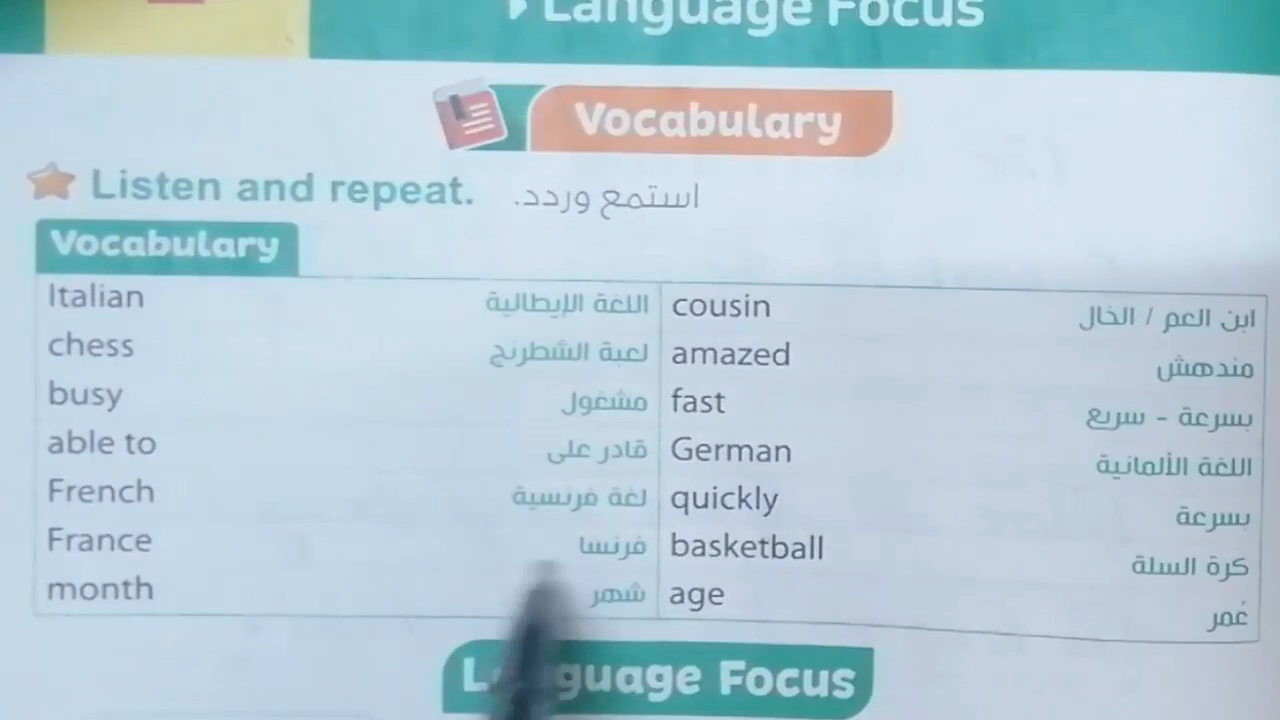 Language Focus
Vocabulary
Listen and repeat. استمع وردد.
Vocabulary
Italian اللغة الإيطالية cousin ابن العم / الخال
chess لعبة الشطرنج amazed مندهش
busy مشغول fast بسرعة - سريع
able to قادر على German اللغة الألمانية
French لغة فرنسية quickly بسرعة
France فرنسا basketball كرة السلة
month شهر age عُمر
Language Focus